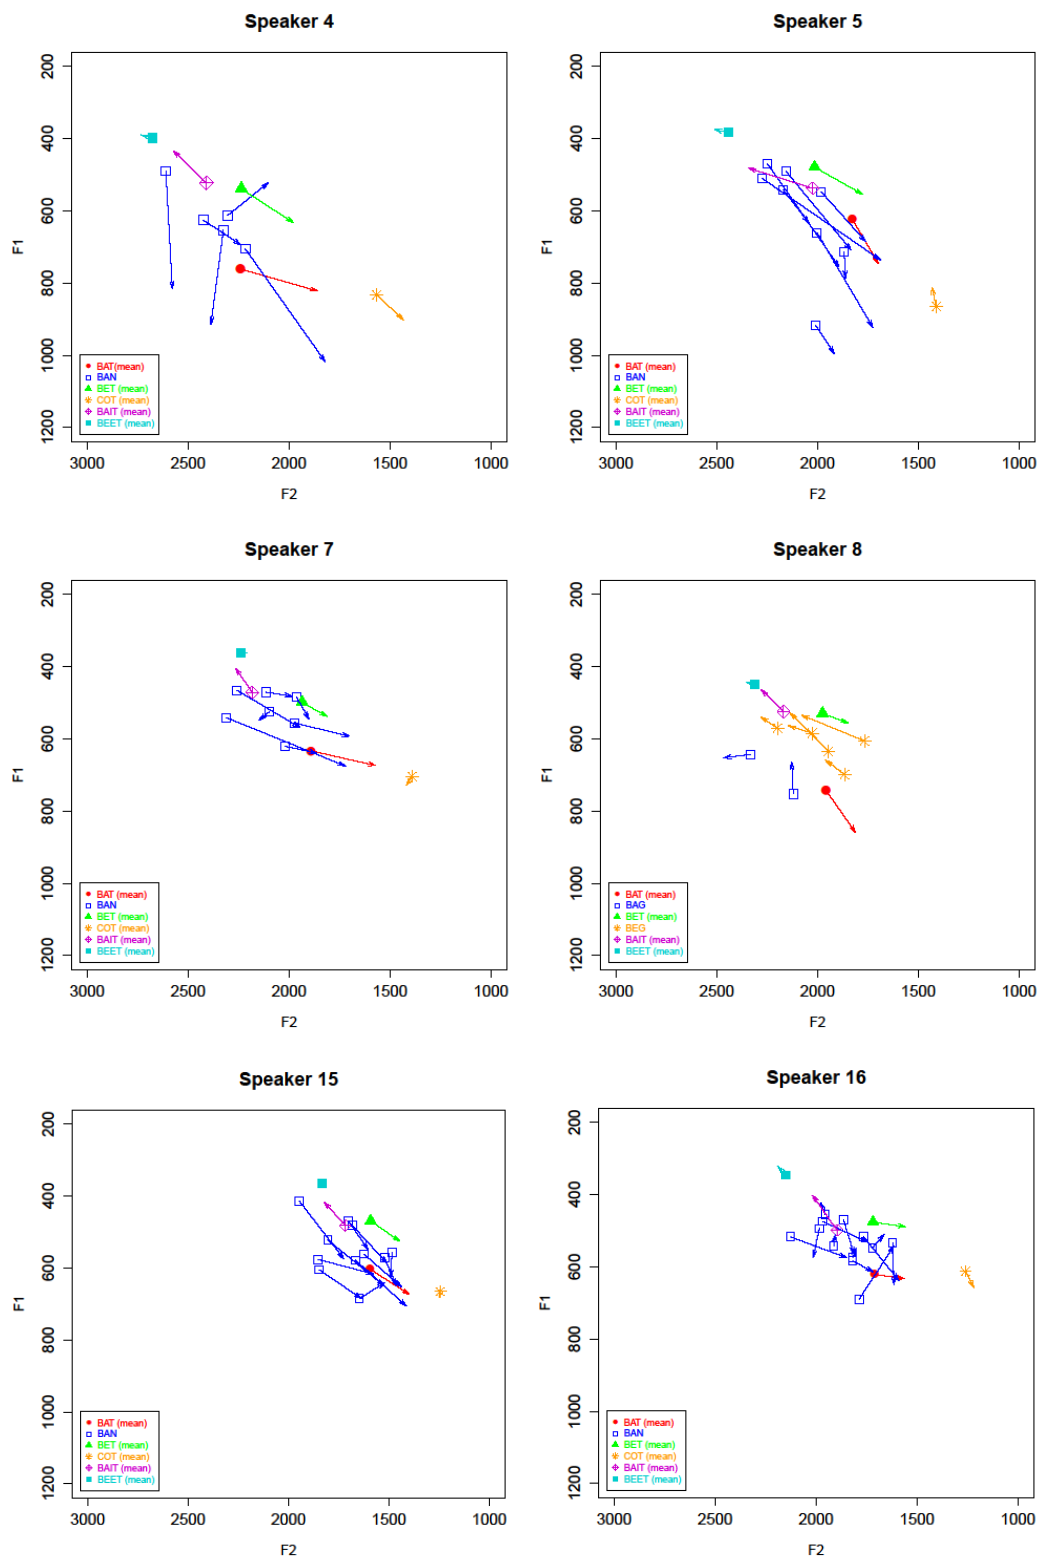 Speaker 4
200
400
600
800
1000
1200
F1
BAT(mean)
BAN
BET (mean)
COT (mean)
BAIT (mean)
BEET (mean)
3000 2500 2000 1500 1000
F2
Speaker 5
200
400
600
800
1000
1200
F1
BAT (mean)
BAN
BET (mean)
COT (mean)
BAIT (mean)
BEET (mean)
3000 2500 2000 1500 1000
F2
Speaker 7
200
400
600
800
1000
1200
F1
BAT (mean)
BAN
BET (mean)
COT (mean)
BAIT (mean)
BEET (mean)
3000 2500 2000 1500 1000
F2
Speaker 8
200
400
600
800
1000
1200
F1
BAT (mean)
BAG
BET (mean)
BEG
BAIT (mean)
BEET (mean)
3000 2500 2000 1500 1000
F2
Speaker 15
200
400
600
800
1000
1200
F1
BAT (mean)
BAN
BET (mean)
COT (mean)
BAIT (mean)
BEET (mean)
3000 2500 2000 1500 1000
F2
Speaker 16
200
400
600
800
1000
1200
F1
BAT (mean)
BAN
BET (mean)
COT (mean)
BAIT (mean)
BEET (mean)
3000 2500 2000 1500 1000
F2